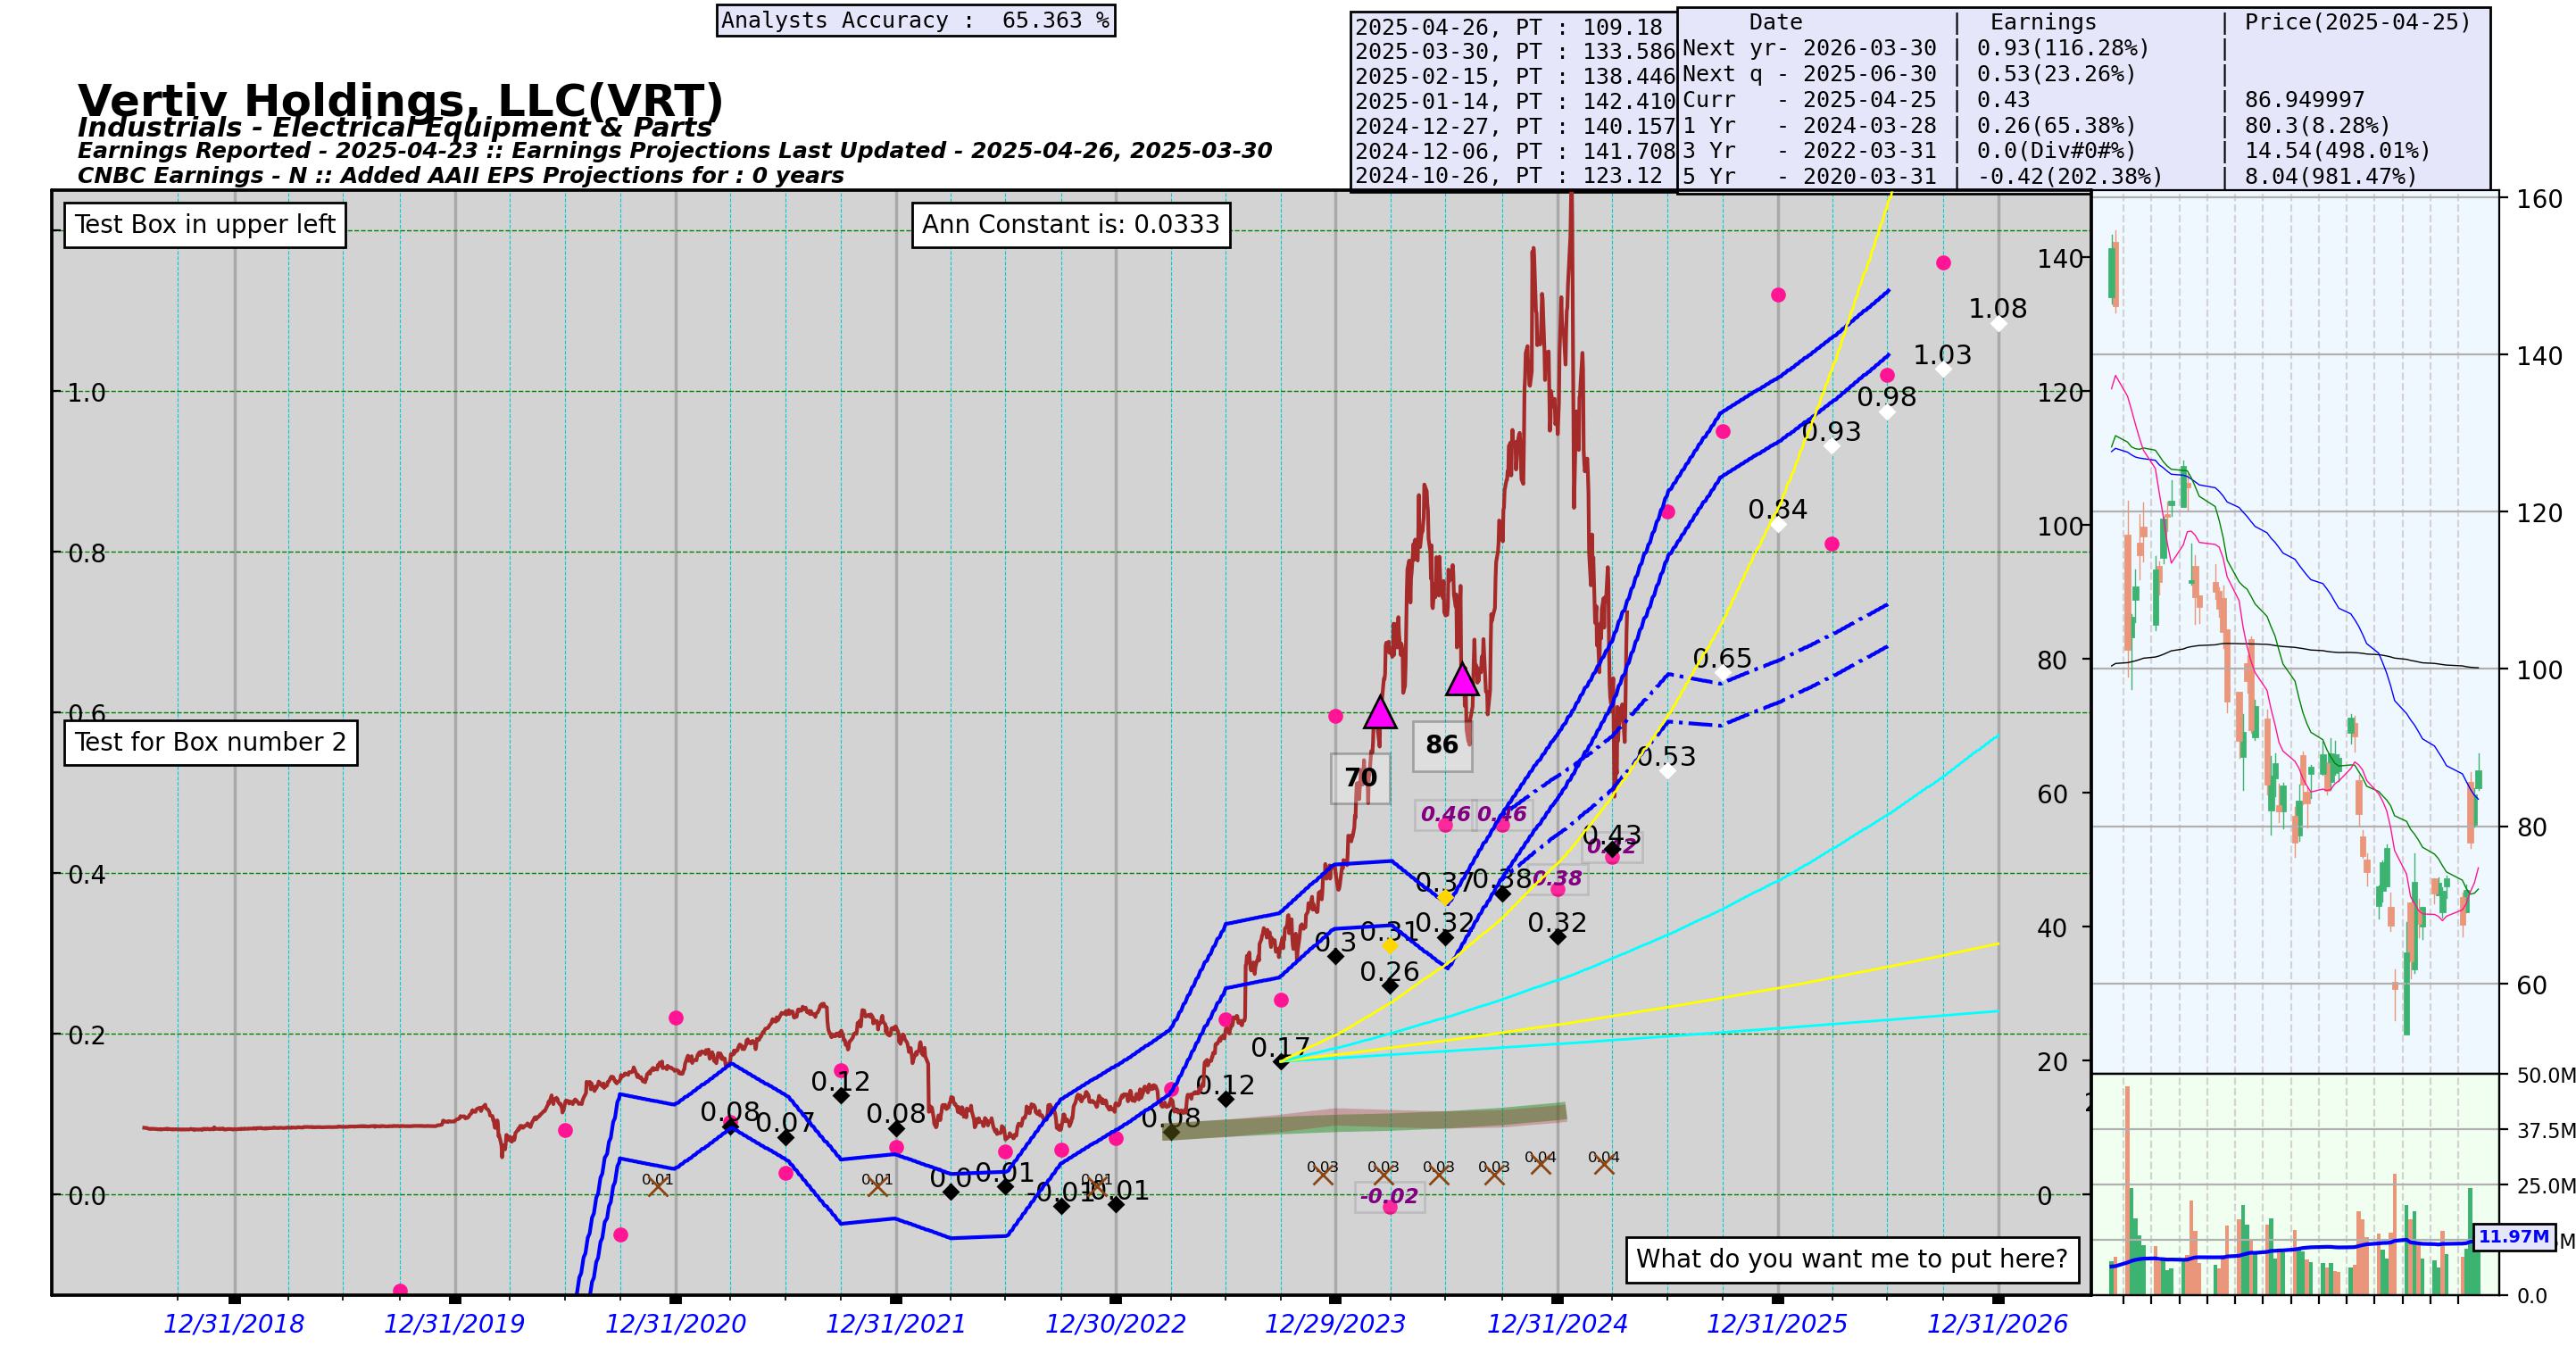 Analysts Accuracy :  65.363 %
2025-04-26, PT : 109.18
2025-03-30, PT : 133.586
2025-02-15, PT : 138.446
2025-01-14, PT : 142.410
2024-12-27, PT : 140.157
2024-12-06, PT : 141.708
2024-10-26, PT : 123.12
Date | Earnings | Price(2025-04-25)
Next yr- 2026-03-30 | 0.93(116.28%) |
Next q - 2025-06-30 | 0.53(23.26%) |
Curr - 2025-04-25 | 0.43 | 86.949997
1 Yr - 2024-03-28 | 0.26(65.38%) | 80.3(8.28%)
3 Yr - 2022-03-31 | 0.0(Div#0#%) | 14.54(498.01%)
5 Yr - 2020-03-31 | -0.42(202.38%) | 8.04(981.47%)
Vertiv Holdings, LLC(VRT)
Industrials - Electrical Equipment & Parts
Earnings Reported - 2025-04-23 :: Earnings Projections Last Updated - 2025-04-26, 2025-03-30
CNBC Earnings - N :: Added AAII EPS Projections for : 0 years
Test Box in upper left
Ann Constant is: 0.0333
Test for Box number 2
What do you want me to put here?
1.0
0.8
0.6
0.4
0.2
0.0
140
120
100
80
60
40
20
0
160
140
120
100
80
60
50.0M
37.5M
25.0M
11.97M
0.0
1.08
1.03
0.98
0.93
0.84
0.65
0.53
70
86
0.46
0.46
0.43
0.37
0.38
0.38
0.3
0.31
0.32
0.32
0.26
0.17
0.12
0.08
0.08
0.07
0.12
0.08
0.0
0.01
-0.01
0.01
0.01
0.01
0.03
0.03
0.03
0.03
0.04
0.04
-0.02
12/31/2018
12/31/2019
12/31/2020
12/31/2021
12/30/2022
12/29/2023
12/31/2024
12/31/2025
12/31/2026